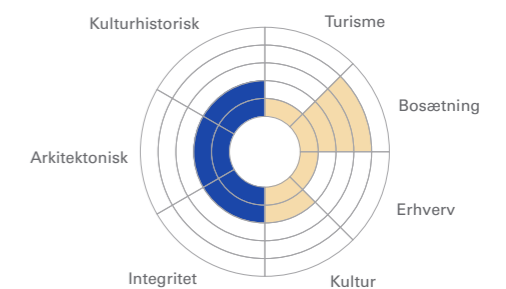 Kulturhistorisk
Turisme
Bosætning
Arkitektonisk
Erhverv
Integritet
Kultur